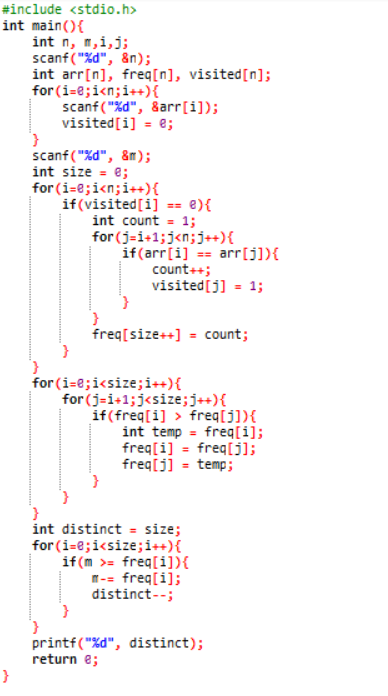 #include <stdio.h>
int main(){
    int n, m,i,j;
    scanf("%d", &n);
    int arr[n], freq[n], visited[n];
    for(i=0;i<n;i++){
        scanf("%d", &arr[i]);
        visited[i] = 0;
    }
    scanf("%d", &m);
    int size = 0;
    for(i=0;i<n;i++){
        if(visited[i] == 0){
            int count = 1;
            for(j=i+1;j<n;j++){
                if(arr[i] == arr[j]){
                    count++;
                    visited[j] = 1;
                }
            }
            freq[size++] = count;
        }
    }
    for(i=0;i<size;i++){
        for(j=i+1;j<size;j++){
            if(freq[i] > freq[j]){
                int temp = freq[i];
                freq[i] = freq[j];
                freq[j] = temp;
            }
        }
    }
    int distinct = size;
    for(i=0;i<size;i++){
        if(m >= freq[i]){
            m-= freq[i];
            distinct--;
        }
    }
    printf("%d", distinct);
    return 0;
}